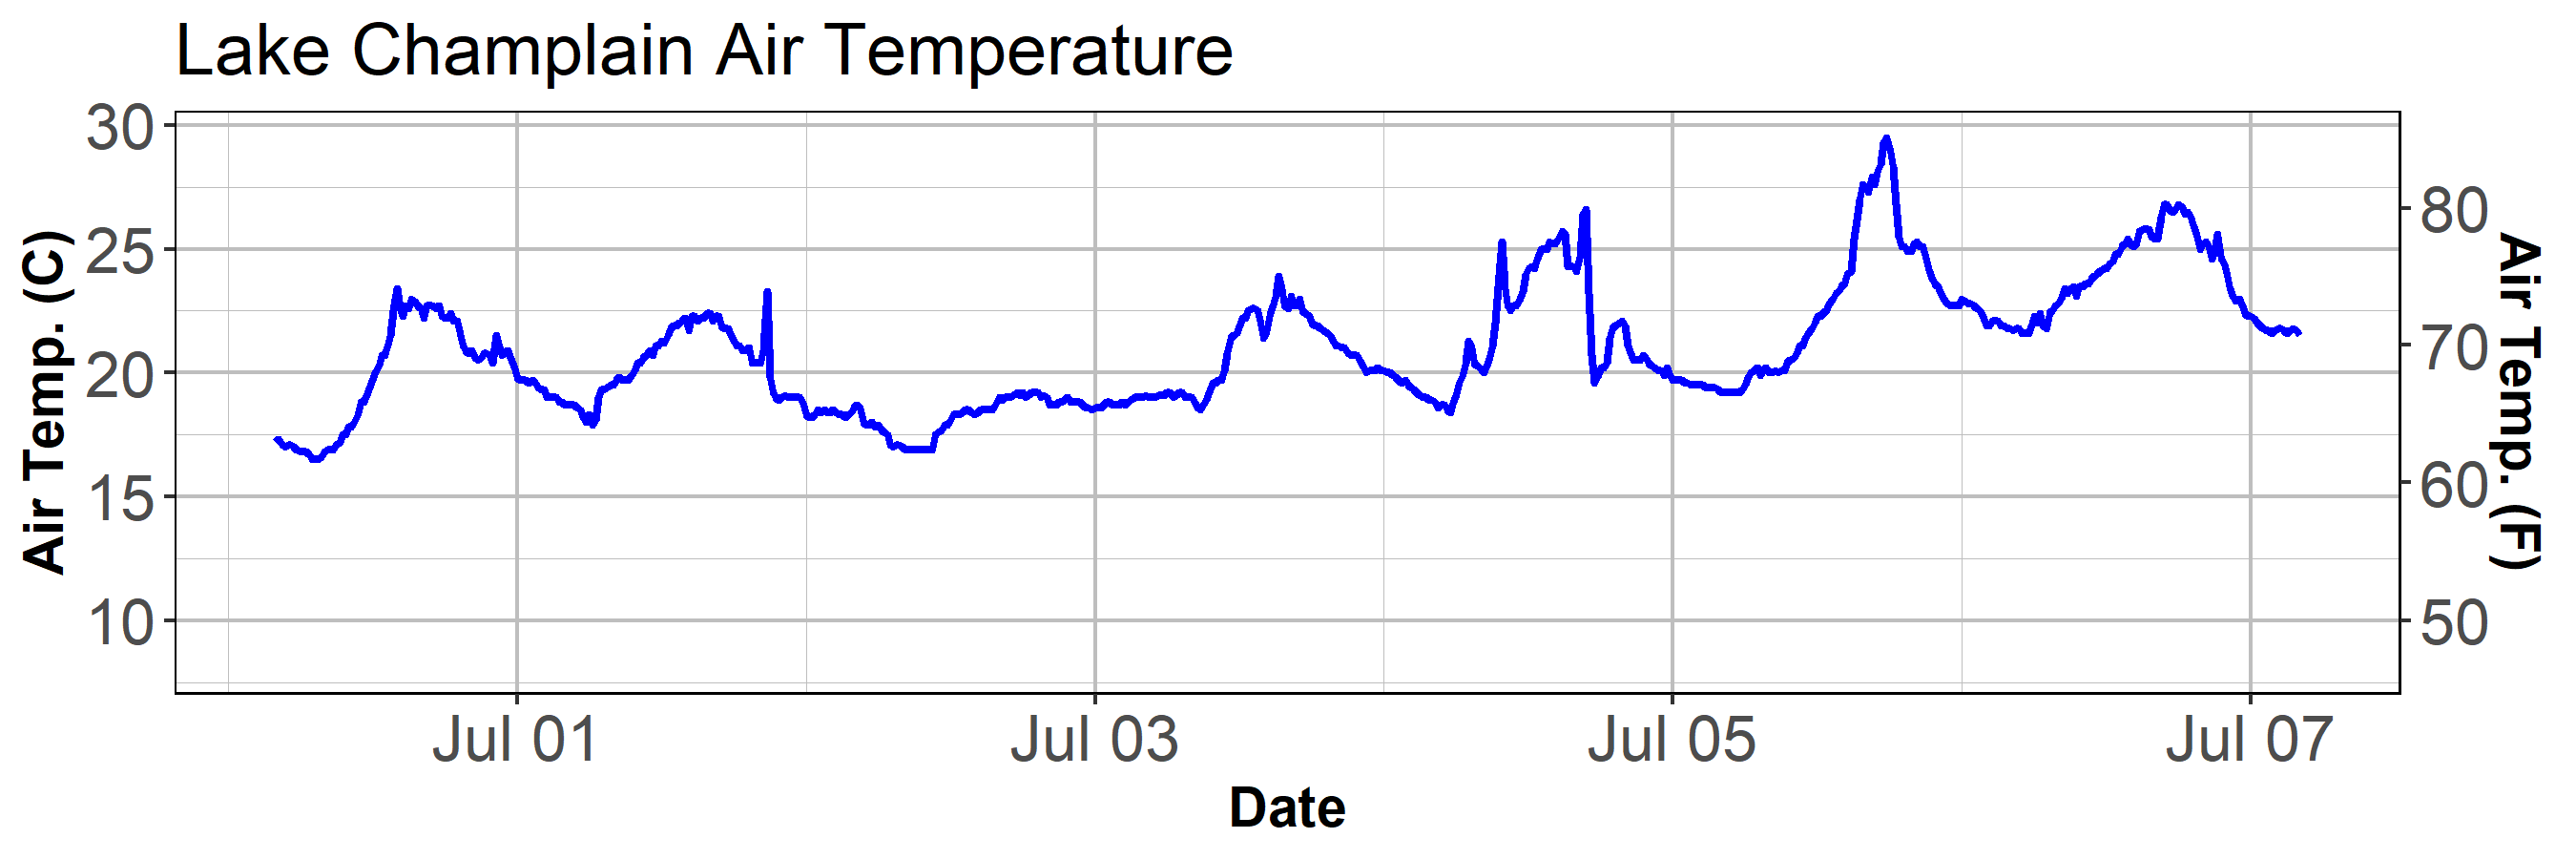 Lake Champlain Air Temperature
Air Temp. (C)
30
25
20
15
10
80
70
60
50
Air Temp. (F)
Jul 01
Jul 03
Jul 05
Jul 07
Date